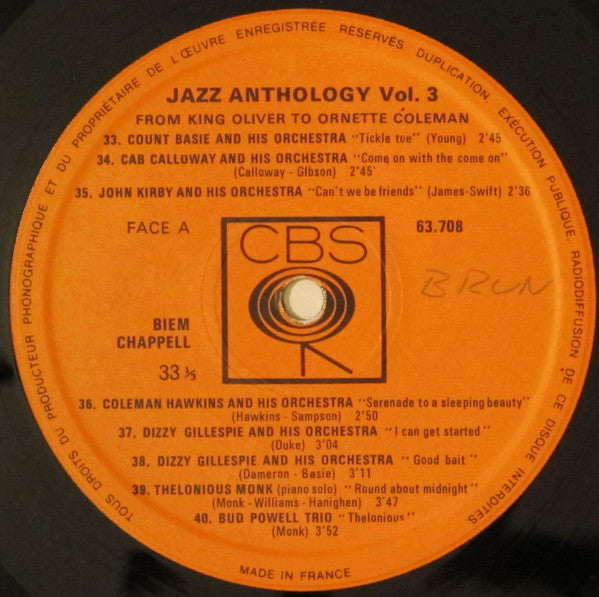 TOUS DROITS DU PRODUCTEUR PHONOGRAPHIQUE ET DU PROPRIÉTAIRE DE L'ŒUVRE ENREGISTRÉE RESERVÉS DUPLICATION EXÉCUTION PUBLIQUE. RADIODIFFUSION DE CE DISQUE INTERDITES
JAZZ ANTHOLOGY Vol. 3
FROM KING OLIVER TO ORNETTE COLEMAN
33. COUNT BASIE AND HIS ORCHESTRA "Tickle toe" (Young) 2'45
34. CAB CALLOWAY AND HIS ORCHESTRA "Come on with the come on"
(Calloway - Gibson) 2'45
35. JOHN KIRBY AND HIS ORCHESTRA "Can't we be friends" (James-Swift) 2'36
FACE A
CBS
63.708
BRUN
BIEM
CHAPPELL
33 ⅓
36. COLEMAN HAWKINS AND HIS ORCHESTRA "Serenade to a sleeping beauty"
(Hawkins - Sampson) 2'50
37. DIZZY GILLESPIE AND HIS ORCHESTRA "I can get started"
(Duke) 3'04
38. DIZZY GILLESPIE AND HIS ORCHESTRA "Good bait"
(Dameron - Basie) 3'11
39. THELONIOUS MONK (piano solo) "Round about midnight"
(Monk - Williams - Hanighen) 3'47
40. BUD POWELL TRIO "Thelonious"
(Monk) 3'52
MADE IN FRANCE